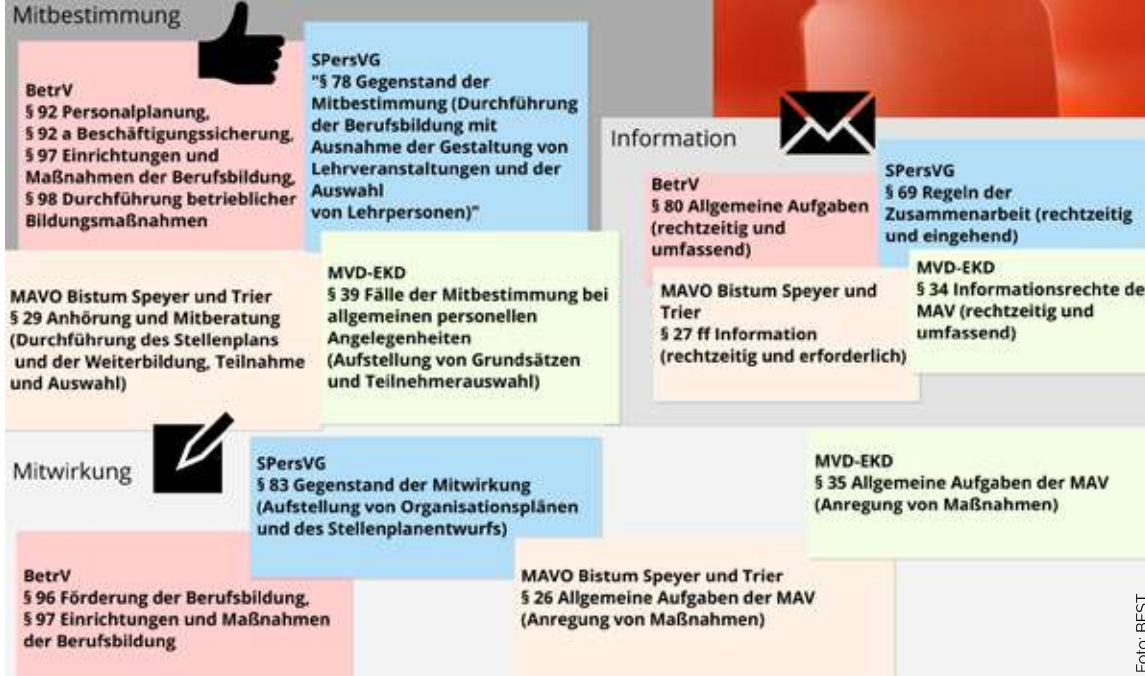 Mitbestimmung
BetrV
§ 92 Personalplanung,
§ 92 a Beschäftigungssicherung,
§ 97 Einrichtungen und
Maßnahmen der Berufsbildung,
§ 98 Durchführung betrieblicher
Bildungsmaßnahmen
SPersVG
"§ 78 Gegenstand der
Mitbestimmung (Durchführung
der Berufsbildung mit
Ausnahme der Gestaltung von
Lehrveranstaltungen und der
Auswahl
von Lehrpersonen)"
MAVO Bistum Speyer und Trier
§ 29 Anhörung und Mitberatung
(Durchführung des Stellenplans
und der Weiterbildung, Teilnahme
und Auswahl)
MVD-EKD
§ 39 Fälle der Mitbestimmung bei
allgemeinen personellen
Angelegenheiten
(Aufstellung von Grundsätzen
und Teilnehmerauswahl)
Information
BetrV
§ 80 Allgemeine Aufgaben
(rechtzeitig und
umfassend)
SPersVG
§ 69 Regeln der
Zusammenarbeit (rechtzeitig
und eingehend)
MAVO Bistum Speyer und
Trier
§ 27 ff Information
(rechtzeitig und erforderlich)
MVD-EKD
§ 34 Informationsrechte de
MAV (rechtzeitig und
umfassend)
Mitwirkung
SPersVG
§ 83 Gegenstand der Mitwirkung
(Aufstellung von Organisationsplänen
und des Stellenplanentwurfs)
MVD-EKD
§ 35 Allgemeine Aufgaben der MAV
(Anregung von Maßnahmen)
BetrV
§ 96 Förderung der Berufsbildung,
§ 97 Einrichtungen und Maßnahmen
der Berufsbildung
MAVO Bistum Speyer und Trier
§ 26 Allgemeine Aufgaben der MAV
(Anregung von Maßnahmen)
Foto: BEST